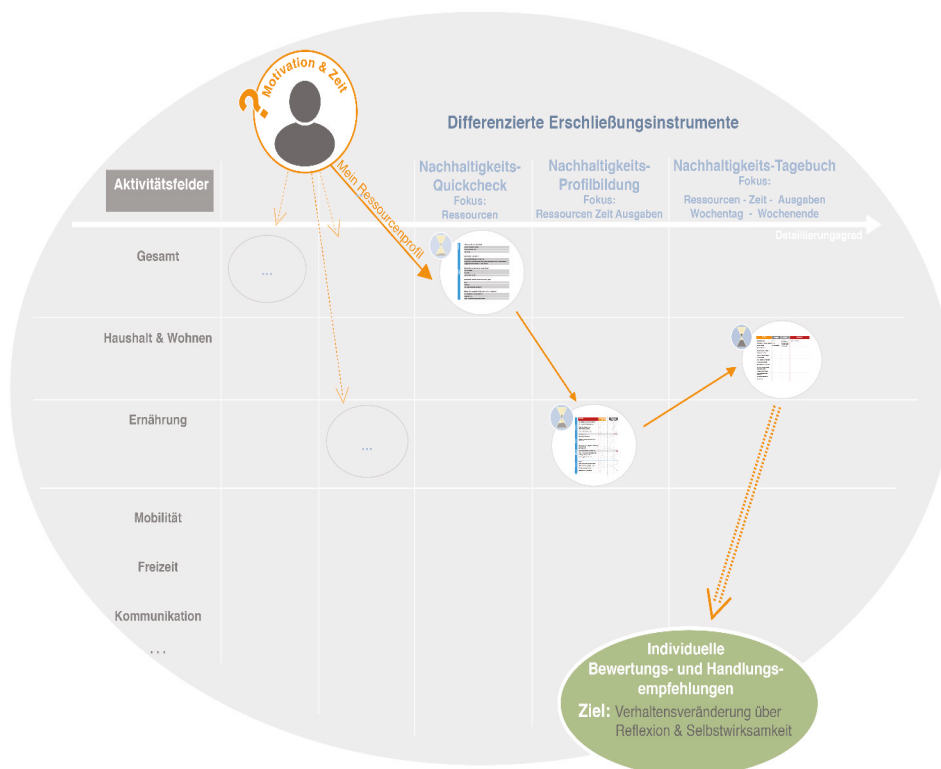 ?
Motivation & Zeit
Differenzierte Erschließungsinstrumente
Aktivitätsfelder
Mein Ressourcenprofil
Nachhaltigkeits-
Quickcheck
Fokus:
Ressourcen
Nachhaltigkeits-
Profilbildung
Fokus:
Ressourcen Zeit Ausgaben
Nachhaltigkeits-Tagebuch
Fokus:
Ressourcen - Zeit - Ausgaben
Wochentag - Wochenende
Detaillierungsgrad
Gesamt
...
Haushalt & Wohnen
Ernährung
...
Mobilität
Freizeit
Kommunikation
...
Individuelle
Bewertungs- und Handlungs-
empfehlungen
Ziel: Verhaltensveränderung über
Reflexion & Selbstwirksamkeit